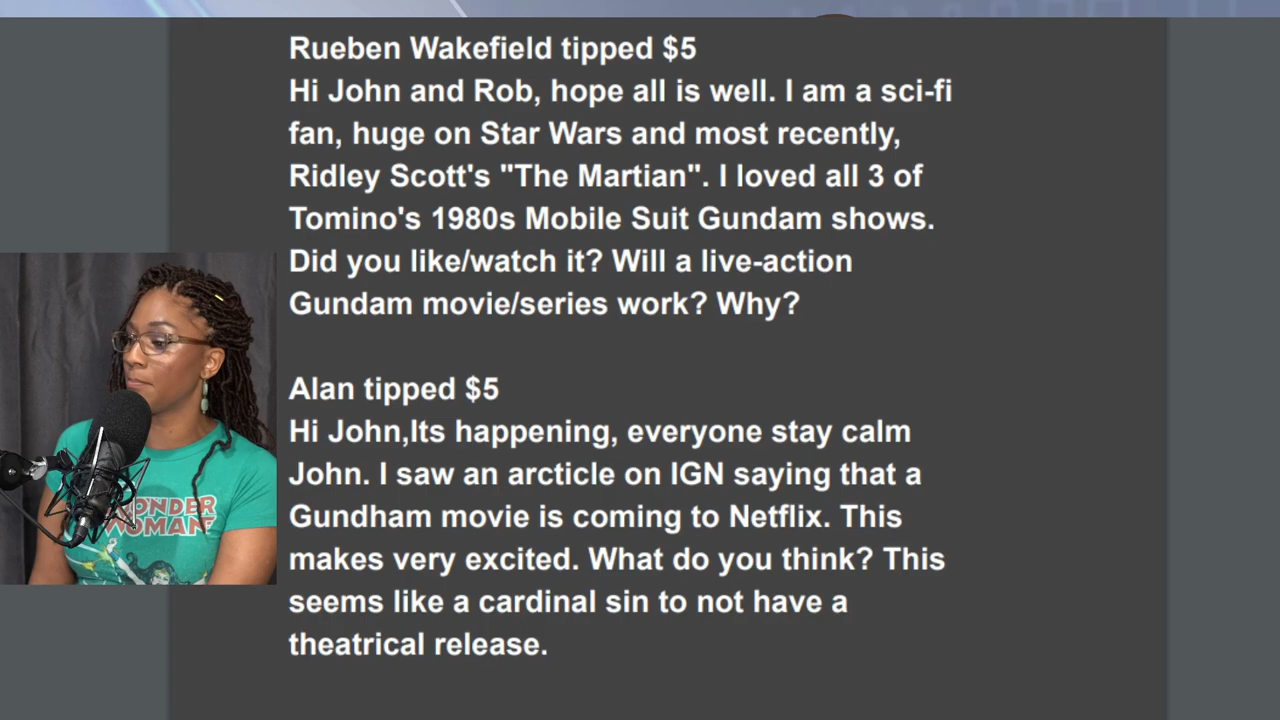 Rueben Wakefield tipped $5
Hi John and Rob, hope all is well. I am a sci-fi
fan, huge on Star Wars and most recently,
Ridley Scott's "The Martian". I loved all 3 of
Tomino's 1980s Mobile Suit Gundam shows.
Did you like/watch it? Will a live-action
Gundam movie/series work? Why?
Alan tipped $5
Hi John,Its happening, everyone stay calm
John. I saw an arcticle on IGN saying that a
Gundham movie is coming to Netflix. This
makes very excited. What do you think? This
seems like a cardinal sin to not have a
theatrical release.
WONDER
WOMAN